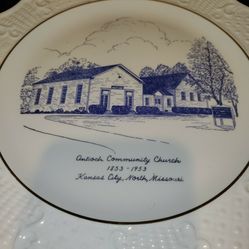 Antioch Community Church
1853 - 1953
Kansas City, North, Missouri